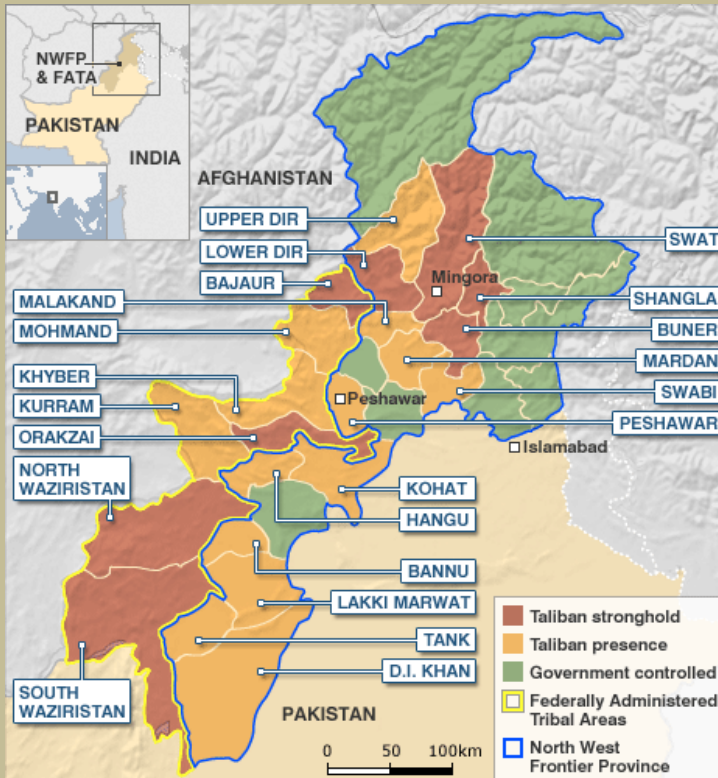 NWFP
& FATA
PAKISTAN
INDIA
AFGHANISTAN
UPPER DIR
LOWER DIR
BAJAUR
MALAKAND
MOHMAND
KHYBER
KURRAM
ORAKZAI
NORTH
WAZIRISTAN
SOUTH
WAZIRISTAN
Mingora
SWAT
SHANGLA
BUNER
MARDAN
SWABI
PESHAWAR
Peshawar
Islamabad
KOHAT
HANGU
BANNU
LAKKI MARWAT
TANK
D.I. KHAN
PAKISTAN
0 50 100km
Taliban stronghold
Taliban presence
Government controlled
Federally Administered
Tribal Areas
North West
Frontier Province